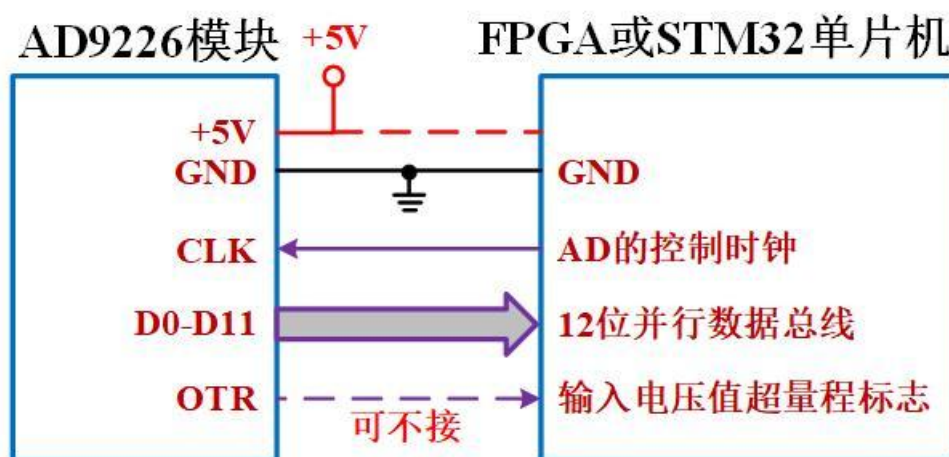 AD9226模块
+5V
FPGA或STM32单片机
+5V
GND
GND
CLK
AD的控制时钟
D0-D11
12位并行数据总线
OTR
可不接
输入电压值超量程标志